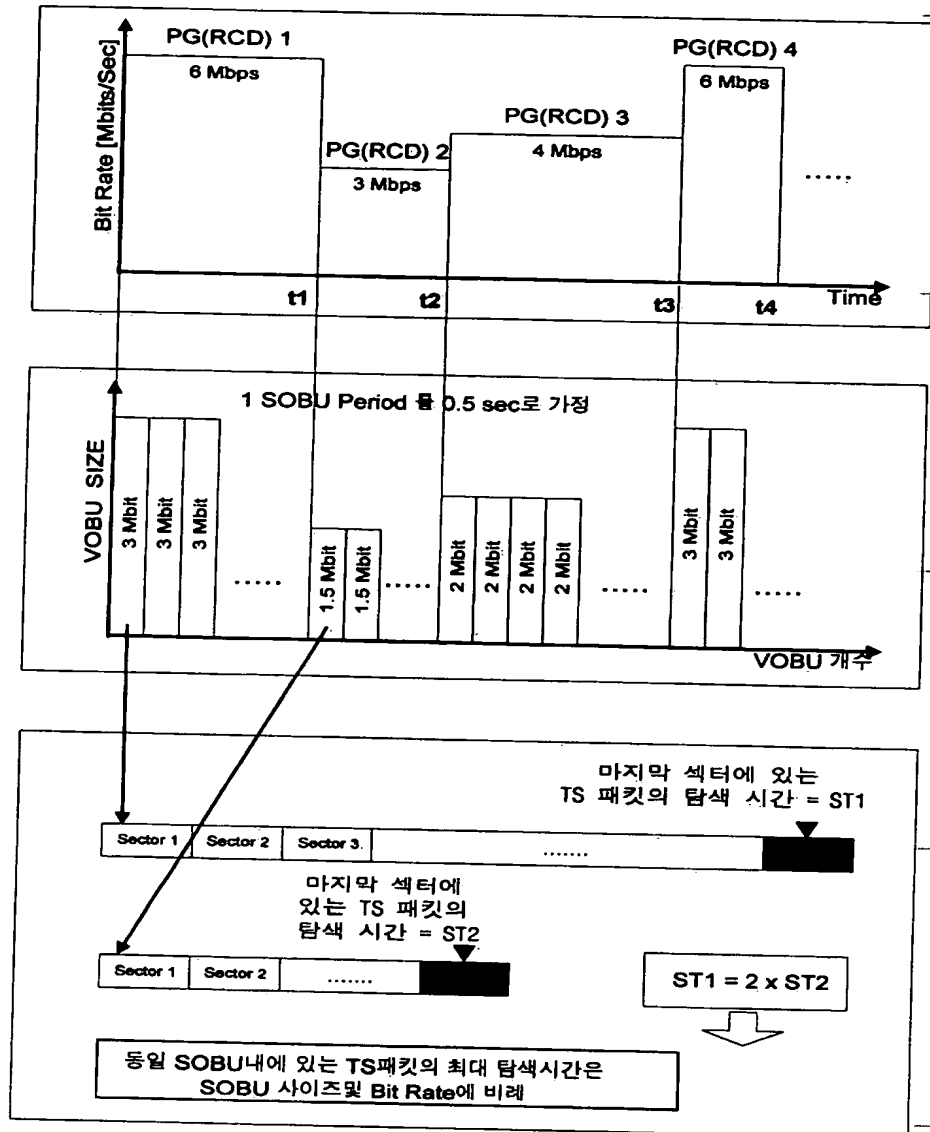 PG(RCD) 1
PG(RCD) 4
6 Mbps
6 Mbps
PG(RCD) 3
PG(RCD) 2
4 Mbps
3 Mbps
.....
Bit Rate [Mbits/Sec]
t1
t2
t3
t4
Time
1 SOBU Period 를 0.5 sec로 가정
VOBU SIZE
3 Mbit
3 Mbit
3 Mbit
.....
1.5 Mbit
1.5 Mbit
.....
2 Mbit
2 Mbit
2 Mbit
2 Mbit
.....
3 Mbit
3 Mbit
.....
VOBU 개수
마지막 섹터에 있는
TS 패킷의 탐색 시간 = ST1
Sector 1
Sector 2
Sector 3.
.......
마지막 섹터에
있는 TS 패킷의
탐색 시간 = ST2
Sector 1
Sector 2
.......
ST1 = 2 x ST2
동일 SOBU내에 있는 TS패킷의 최대 탐색시간은
SOBU 사이즈및 Bit Rate에 비례